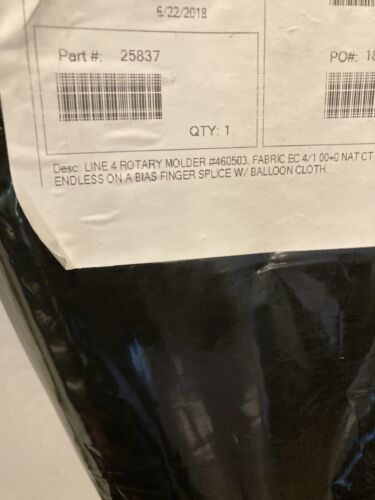 6/22/2018
Part #: 25837
PO#: 18
QTY: 1
Desc: LINE 4 ROTARY MOLDER #460503, FABRIC EC 4/1 00+0 NAT CT
ENDLESS ON A BIAS FINGER SPLICE W/ BALLOON CLOTH